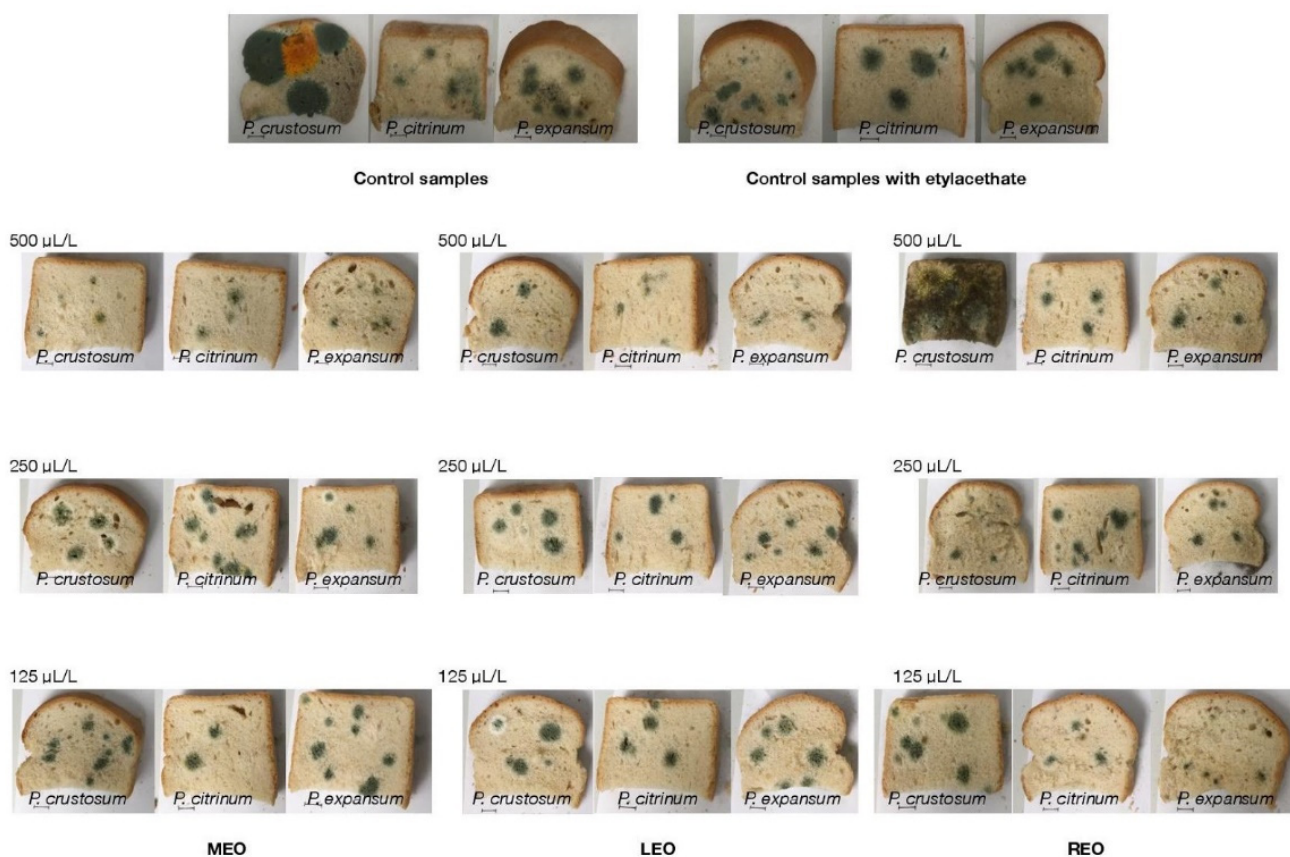 P. crustosum P. citrinum P. expansum P. crustosum P. citrinum P. expansum
Control samples Control samples with etylacethate
500 µL/L 500 µL/L 500 µL/L
P. crustosum P. citrinum P. expansum P. crustosum P. citrinum P. expansum P. crustosum P. citrinum P. expansum
250 µL/L 250 µL/L 250 µL/L
P. crustosum P. citrinum P. expansum P. crustosum P. citrinum P. expansum P. crustosum P. citrinum P. expansum
125 µL/L 125 µL/L 125 µL/L
P. crustosum P. citrinum P. expansum P. crustosum P. citrinum P. expansum P. crustosum P. citrinum P. expansum
MEO LEO REO